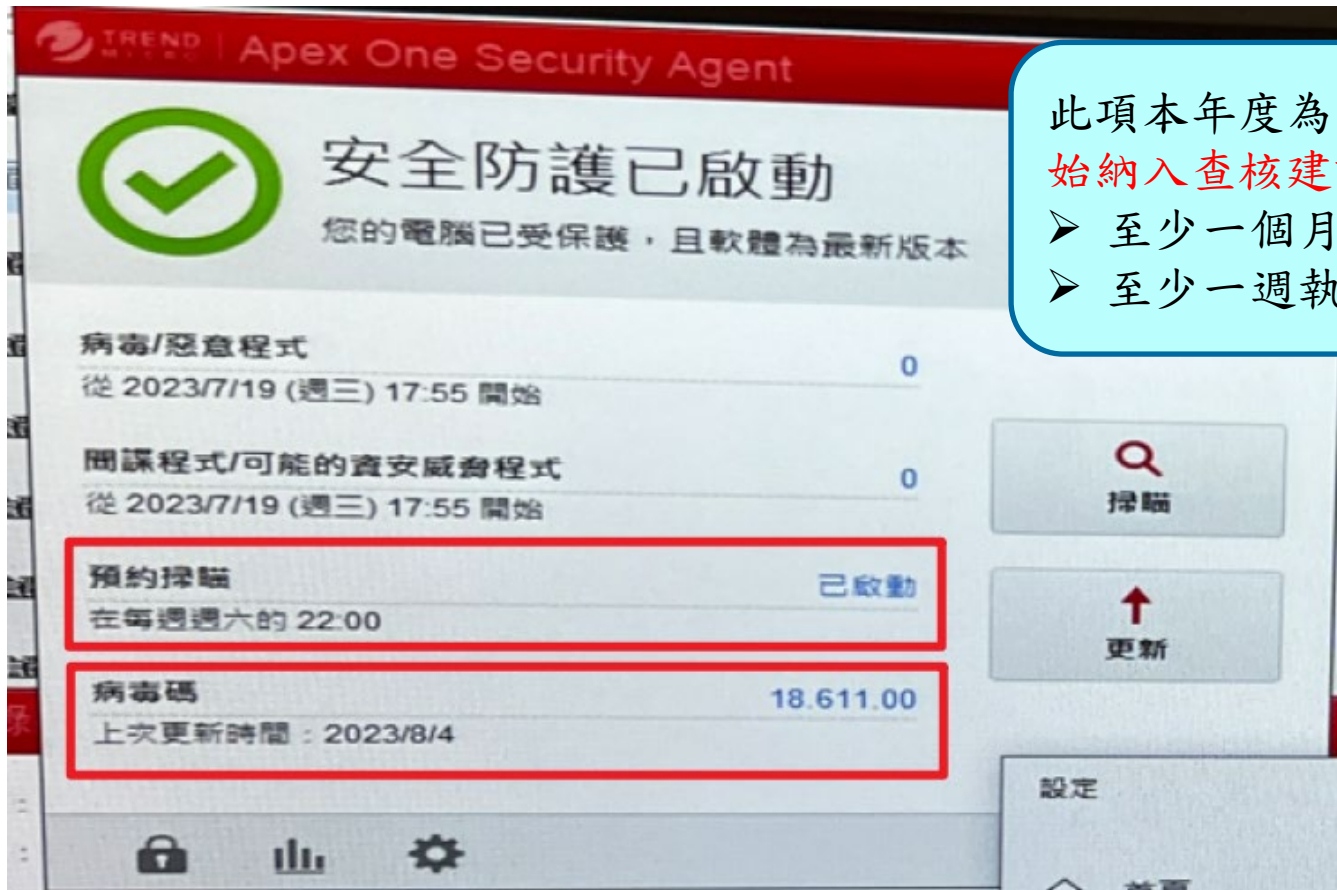 TREND MICRO | Apex One Security Agent
此項本年度為
始納入查核建
➢ 至少一個月
➢ 至少一週執
安全防護已啟動
您的電腦已受保護，且軟體為最新版本
病毒/惡意程式 0
從 2023/7/19 (週三) 17:55 開始
間諜程式/可能的資安威脅程式 0
從 2023/7/19 (週三) 17:55 開始
掃瞄
預約掃瞄 已啟動
在每週週六的 22:00
更新
病毒碼 18.611.00
上次更新時間：2023/8/4
設定